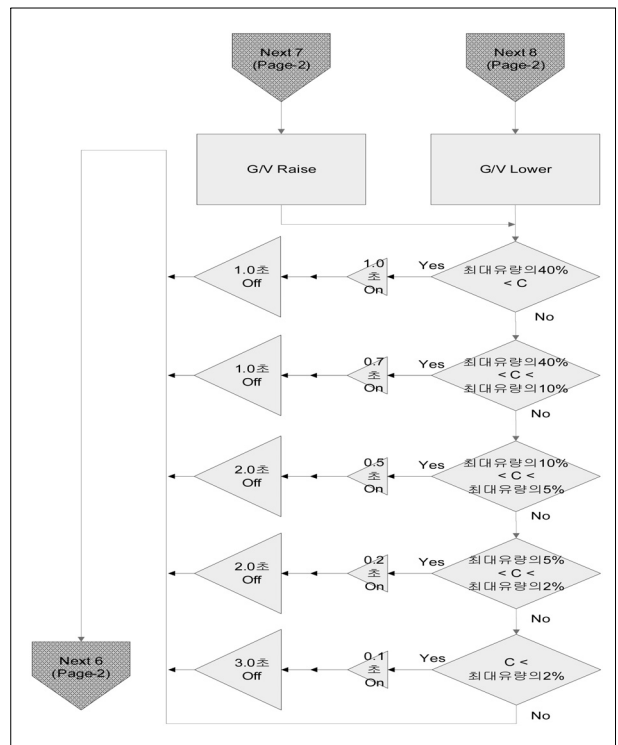 Next 7
(Page-2)
Next 8
(Page-2)
G/V Raise
G/V Lower
1.0초
Off
1.0
초
On
Yes
최대유량의40%
< C
No
1.0초
Off
0.7
초
On
Yes
최대유량의40%
< C <
최대유량의10%
No
2.0초
Off
0.5
초
On
Yes
최대유량의10%
< C <
최대유량의5%
No
2.0초
Off
0.2
초
On
Yes
최대유량의5%
< C <
최대유량의2%
No
Next 6
(Page-2)
3.0초
Off
0.1
초
On
Yes
C <
최대유량의2%
No